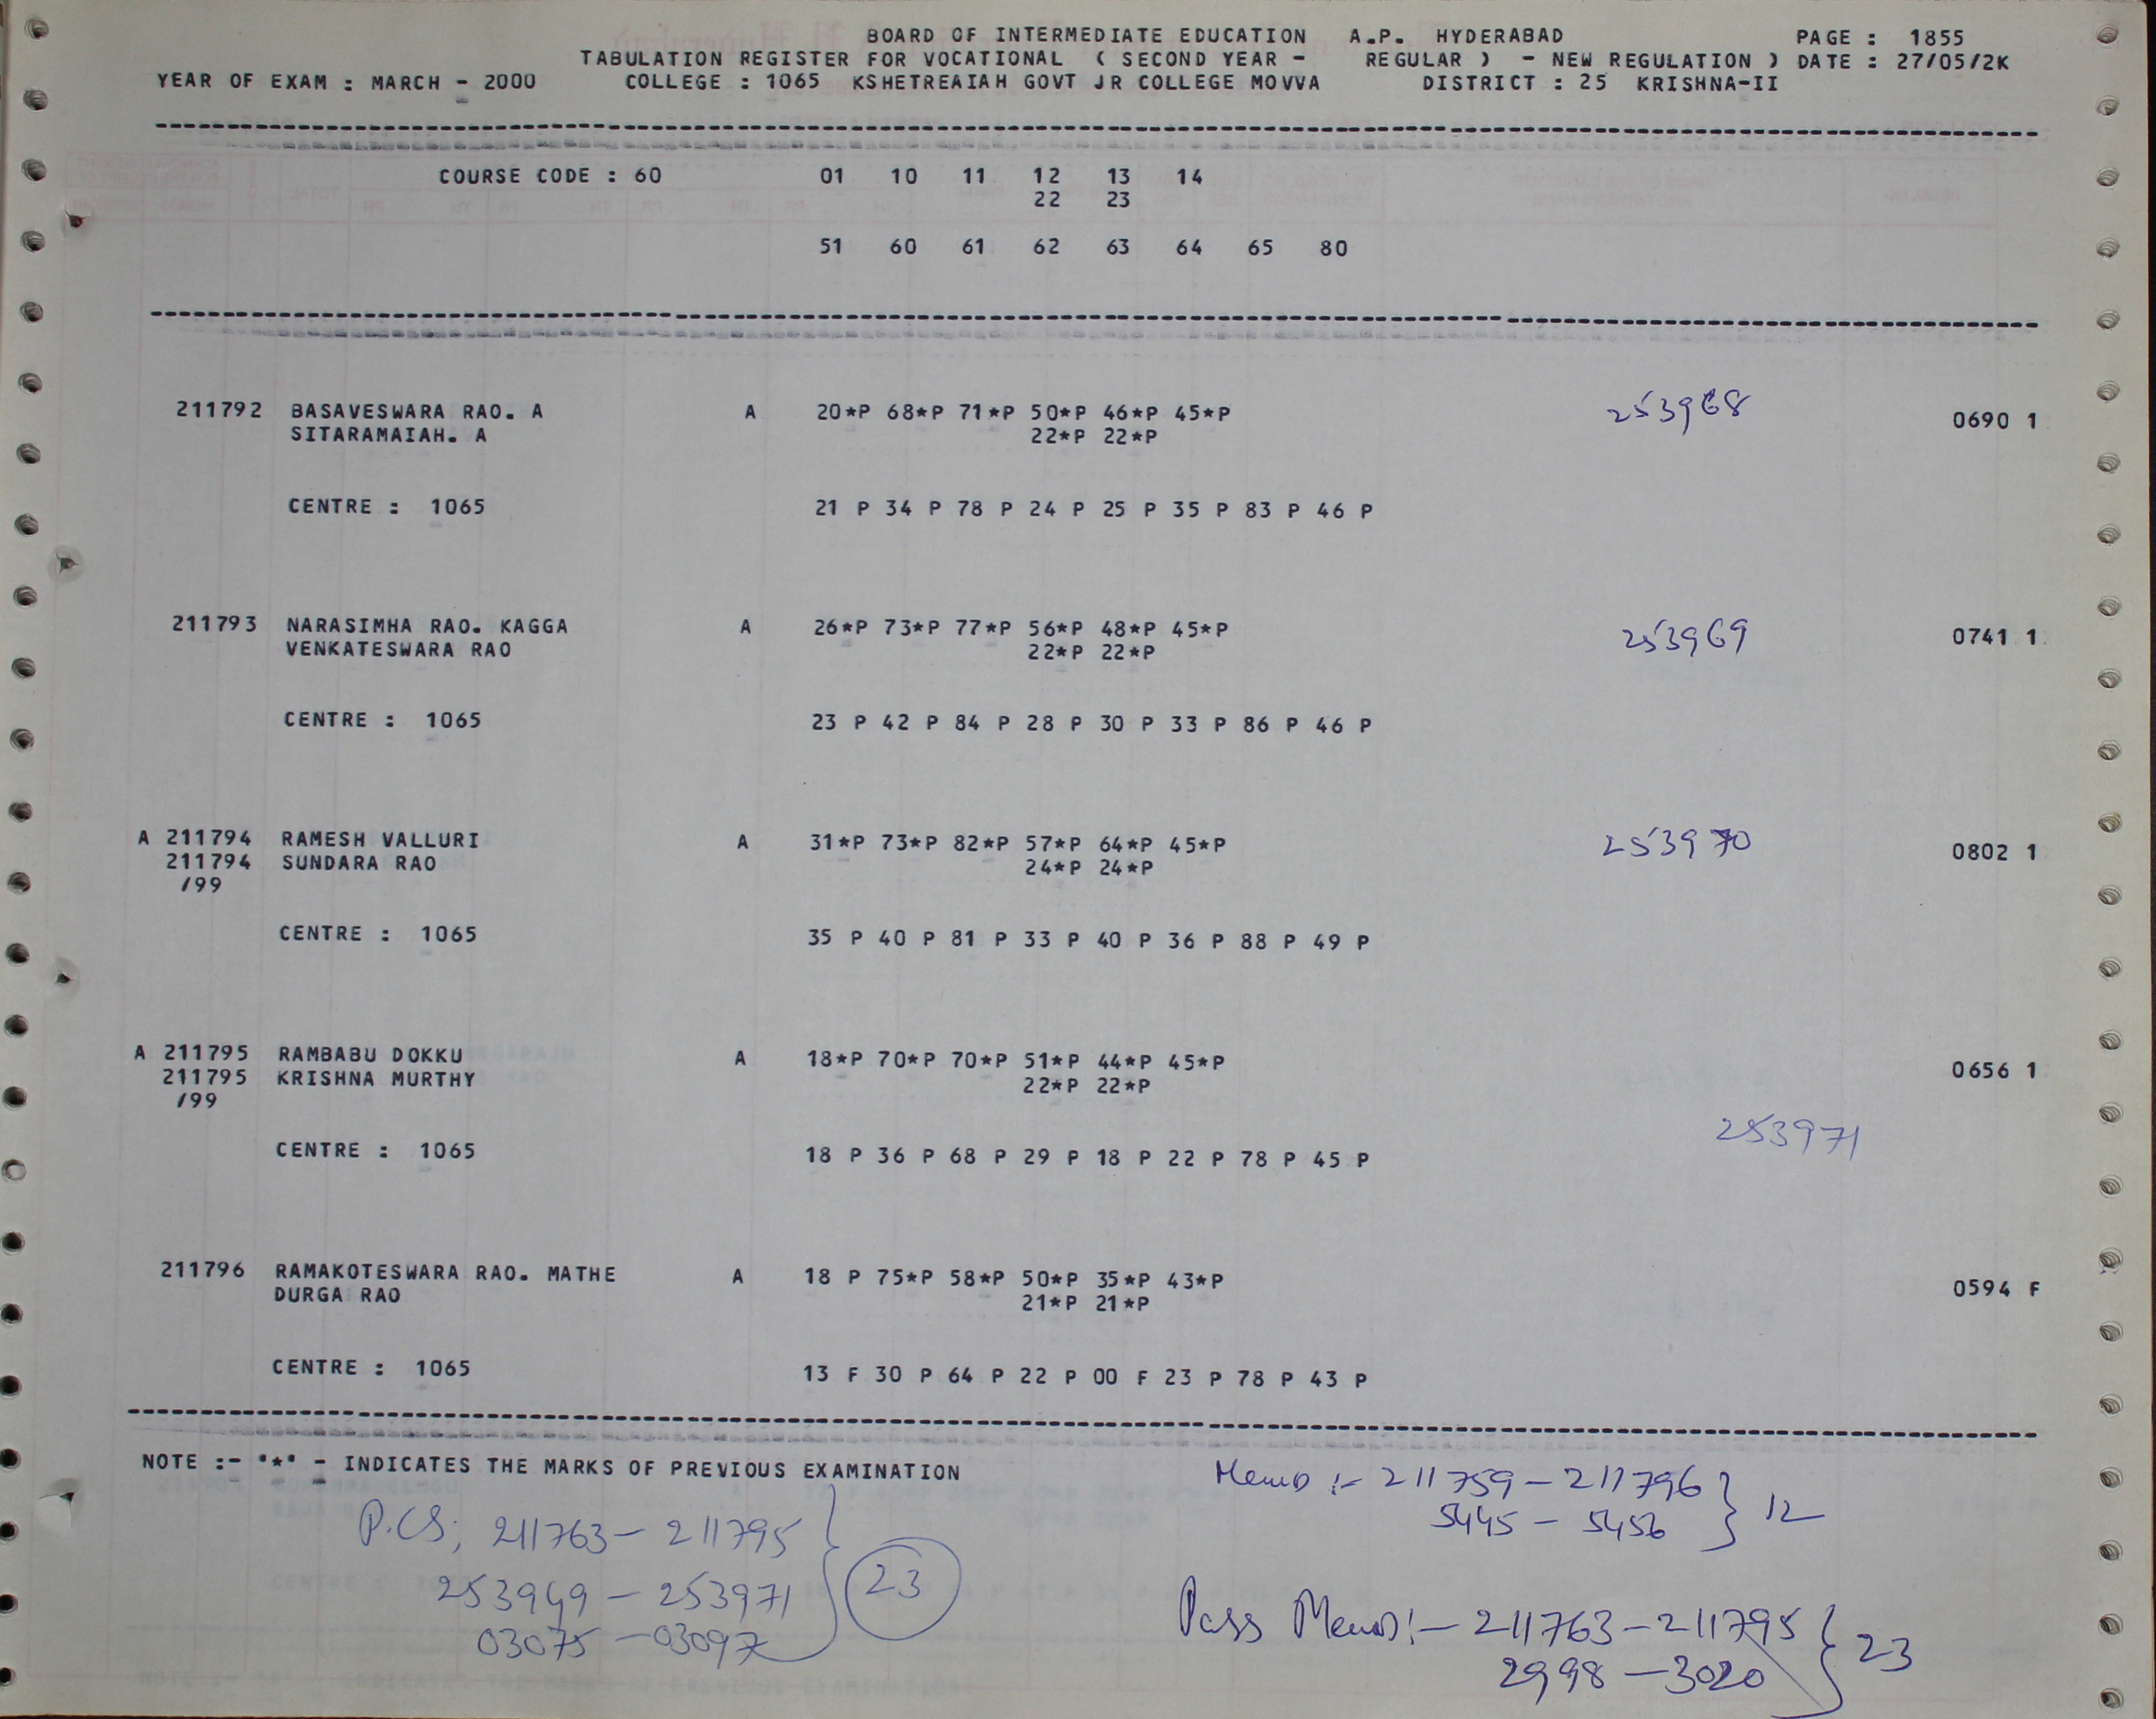 BOARD OF INTERMEDIATE EDUCATION A.P. HYDERABAD PAGE : 1855
TABULATION REGISTER FOR VOCATIONAL ( SECOND YEAR - REGULAR ) - NEW REGULATION ) DATE : 27/05/2K
YEAR OF EXAM : MARCH - 2000 COLLEGE : 1065 KSHETREAIAH GOVT JR COLLEGE MOVVA DISTRICT : 25 KRISHNA-II
COURSE CODE : 60 01 10 11 12 13 14
22 23
51 60 61 62 63 64 65 80
211792 BASAVESWARA RAO. A A 20*P 68*P 71*P 50*P 46*P 45*P 253968 0690 1
SITARAMAIAH. A 22*P 22*P
CENTRE : 1065 21 P 34 P 78 P 24 P 25 P 35 P 83 P 46 P
211793 NARASIMHA RAO. KAGGA A 26*P 73*P 77*P 56*P 48*P 45*P 253969 0741 1
VENKATESWARA RAO 22*P 22*P
CENTRE : 1065 23 P 42 P 84 P 28 P 30 P 33 P 86 P 46 P
A 211794 RAMESH VALLURI A 31*P 73*P 82*P 57*P 64*P 45*P 253970 0802 1
211794 SUNDARA RAO 24*P 24*P
/99
CENTRE : 1065 35 P 40 P 81 P 33 P 40 P 36 P 88 P 49 P
A 211795 RAMBABU DOKKU A 18*P 70*P 70*P 51*P 44*P 45*P 0656 1
211795 KRISHNA MURTHY 22*P 22*P
/99
253971
CENTRE : 1065 18 P 36 P 68 P 29 P 18 P 22 P 78 P 45 P
211796 RAMAKOTESWARA RAO. MATHE A 18 P 75*P 58*P 50*P 35*P 43*P 0594 F
DURGA RAO 21*P 21*P
CENTRE : 1065 13 F 30 P 64 P 22 P 00 F 23 P 78 P 43 P
NOTE :- '*' - INDICATES THE MARKS OF PREVIOUS EXAMINATION
Memo :- 211759 - 211796
5445 - 5456 } 12
P.CS; 211763 - 211795
253949 - 253971 } 23
03075 - 03097
Pass Memo :- 211763 - 211795
2998 - 3020 } 23